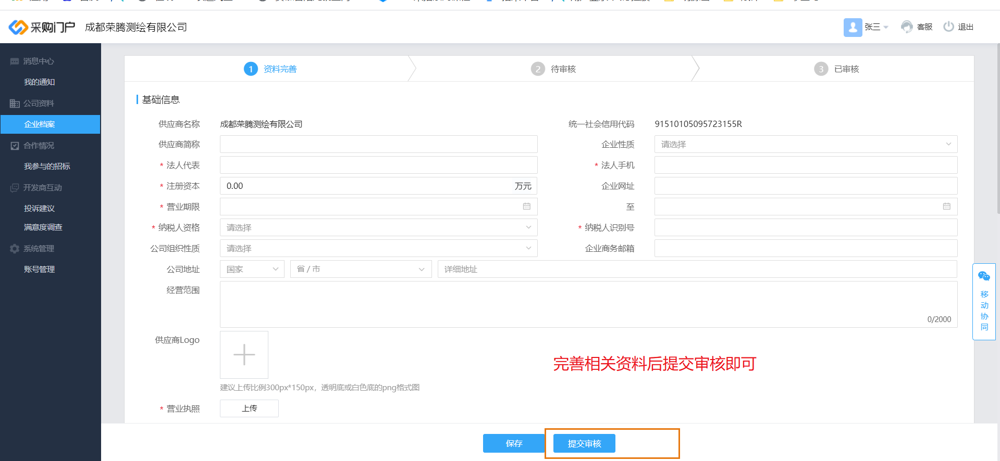 采购门户 成都荣腾测绘有限公司 张三 客服 退出
消息中心
我的通知
公司资料
企业档案
合作情况
我参与的招标
开发商互动
投诉建议
满意度调查
系统管理
账号管理
1 资料完善 2 待审核 3 已审核
基础信息
供应商名称 成都荣腾测绘有限公司 统一社会信用代码 91510105095723155R
供应商简称 企业性质 请选择
* 法人代表 * 法人手机
* 注册资本 0.00 万元 企业网址
* 营业期限 至
* 纳税人资格 请选择 * 纳税人识别号
公司组织性质 请选择 企业商务邮箱
公司地址 国家 省 / 市 详细地址
经营范围
0/2000
供应商Logo
完善相关资料后提交审核即可
建议上传比例300px*150px，透明底或白色底的png格式图
* 营业执照 上传
保存 提交审核
移
动
协
同